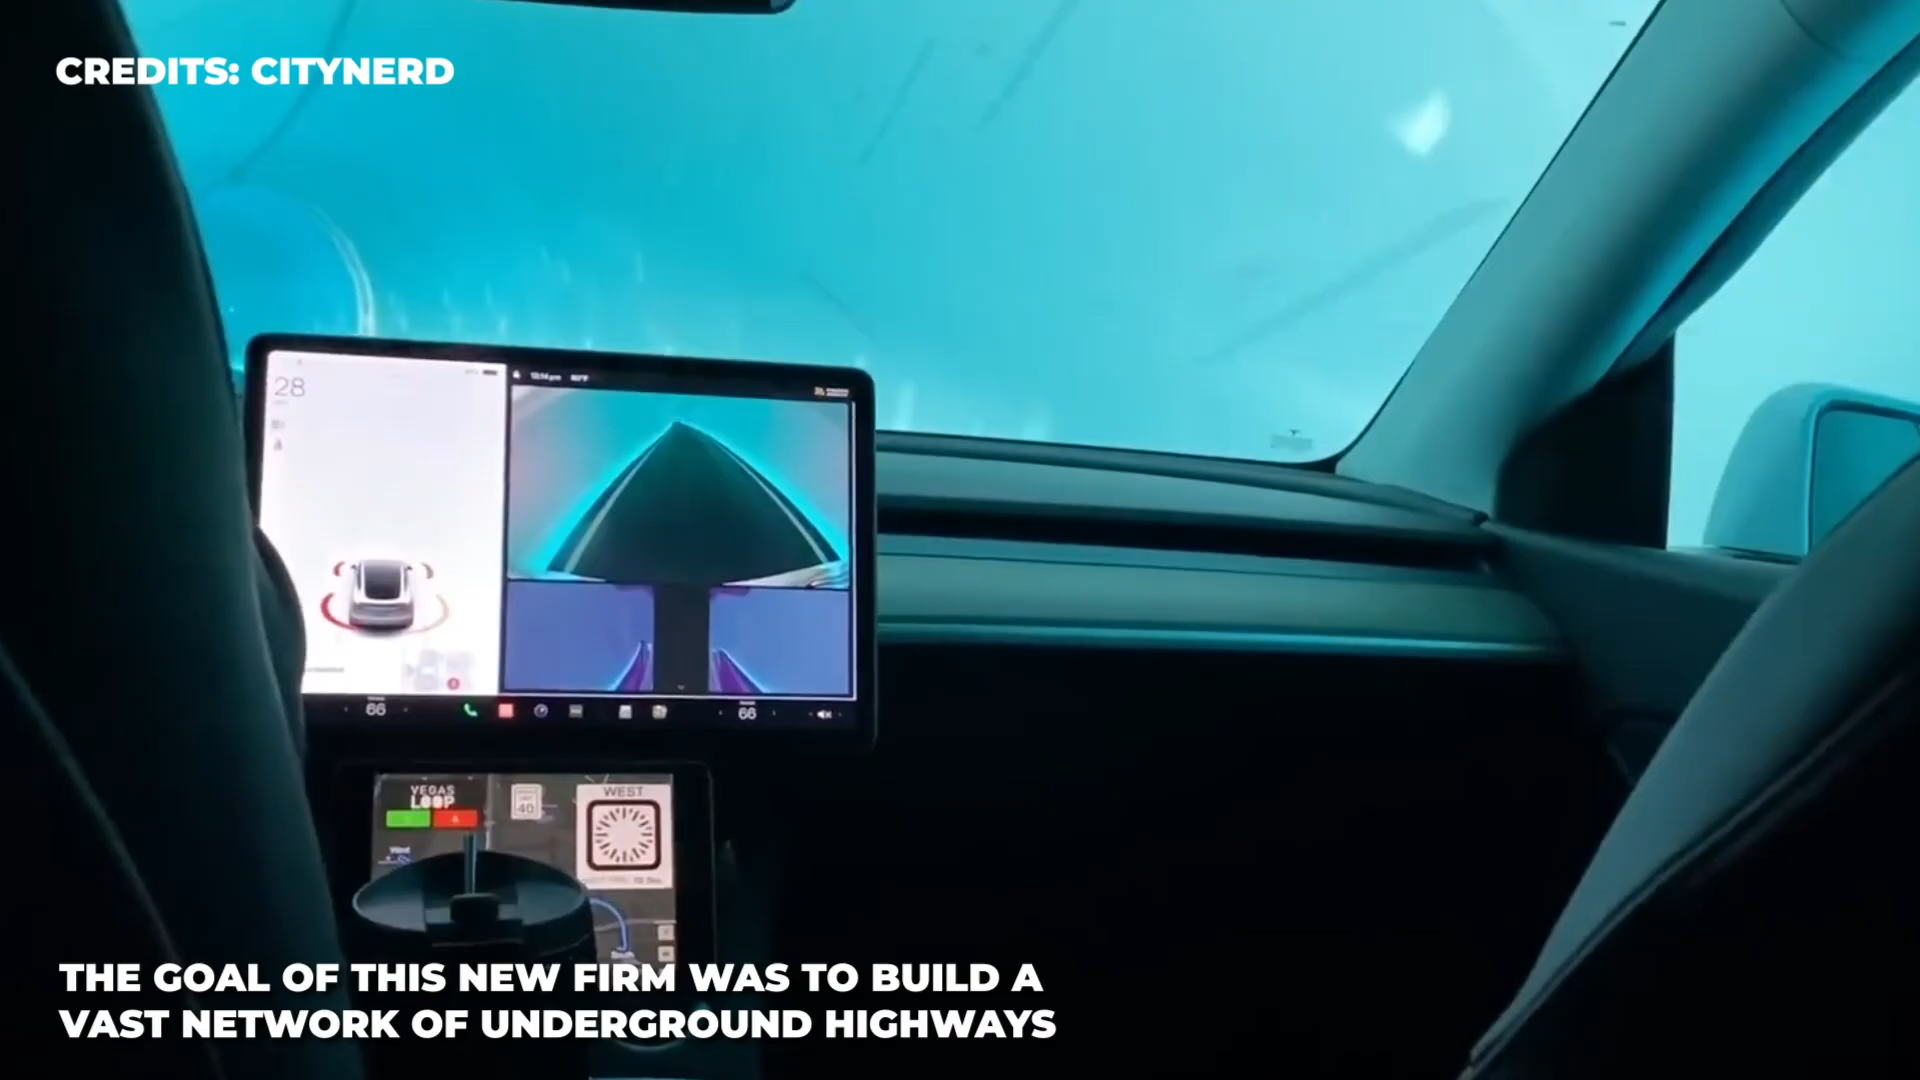 CREDITS: CITYNERD
28
66
66
VEGAS
LOOP
40
WEST
THE GOAL OF THIS NEW FIRM WAS TO BUILD A
VAST NETWORK OF UNDERGROUND HIGHWAYS